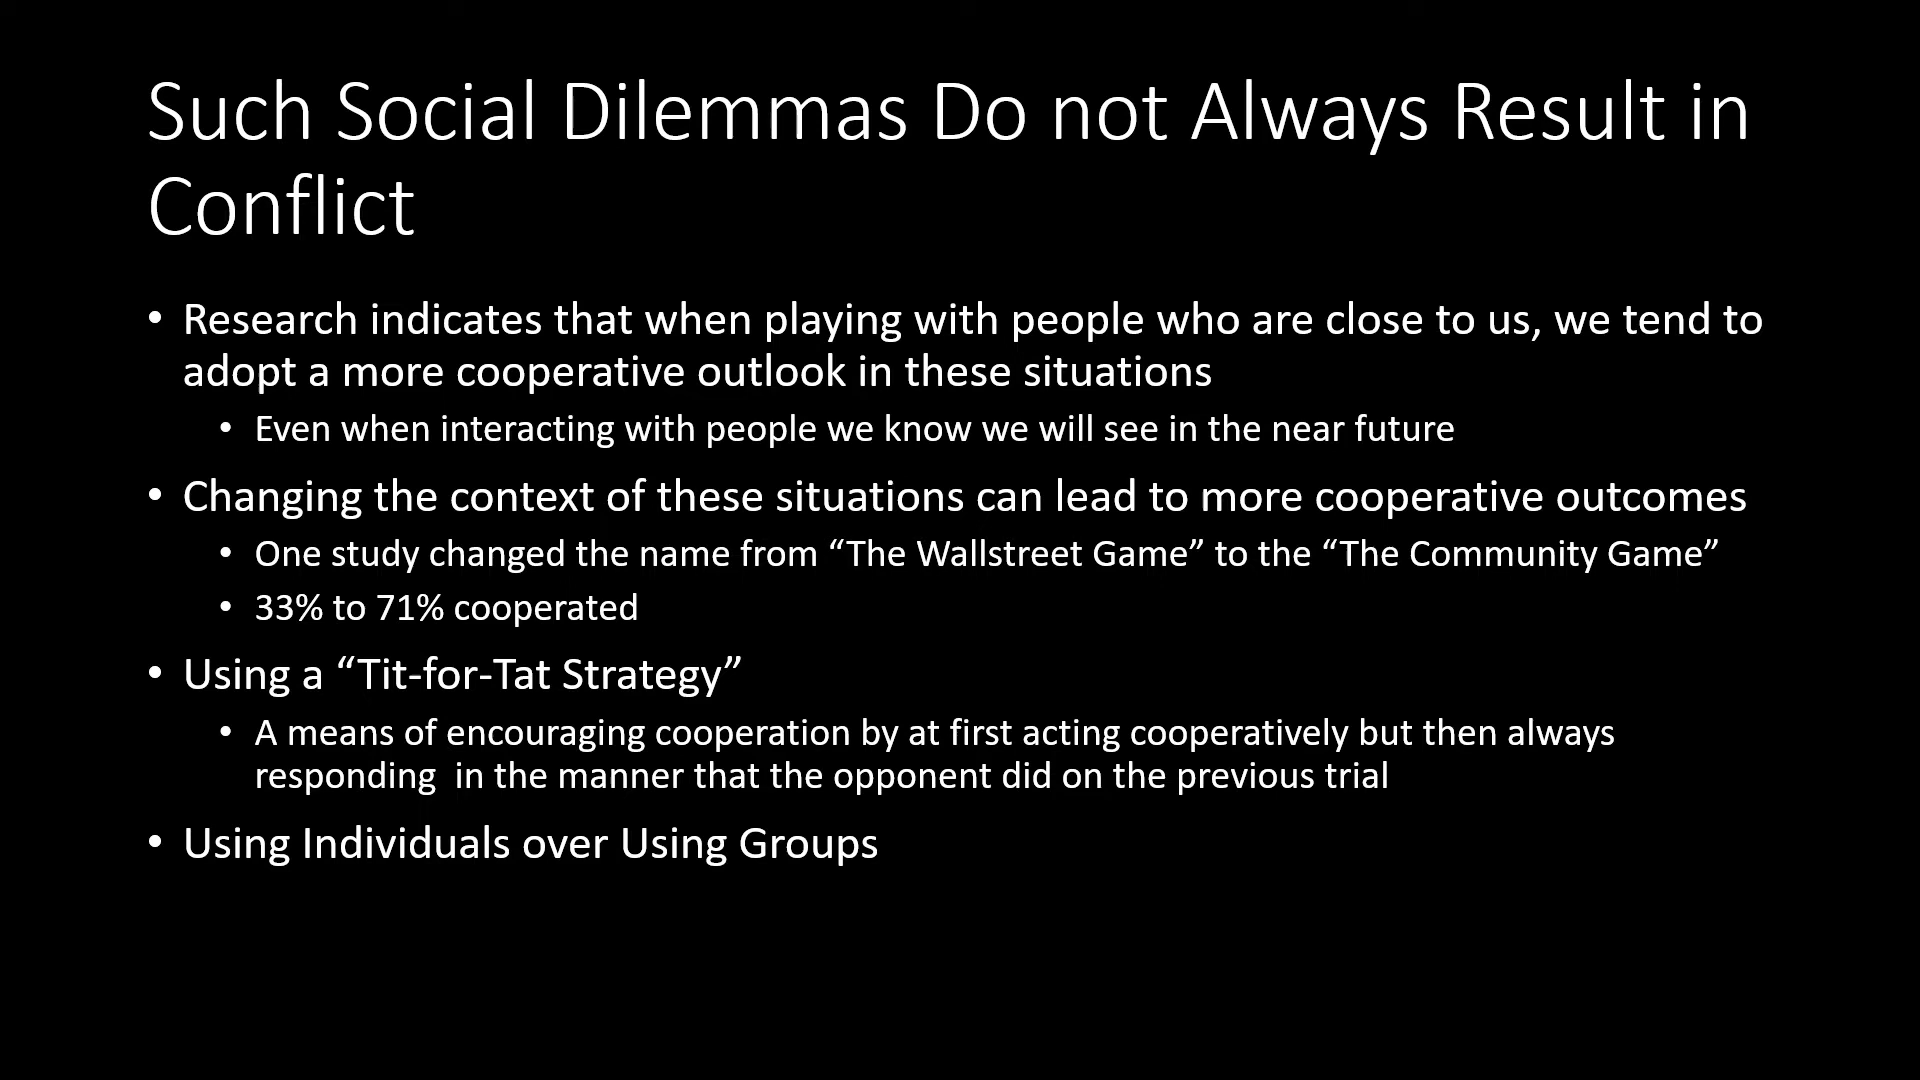 Such Social Dilemmas Do not Always Result in
Conflict
• Research indicates that when playing with people who are close to us, we tend to
adopt a more cooperative outlook in these situations
• Even when interacting with people we know we will see in the near future
• Changing the context of these situations can lead to more cooperative outcomes
• One study changed the name from “The Wallstreet Game” to the “The Community Game”
• 33% to 71% cooperated
• Using a “Tit-for-Tat Strategy”
• A means of encouraging cooperation by at first acting cooperatively but then always
responding  in the manner that the opponent did on the previous trial
• Using Individuals over Using Groups